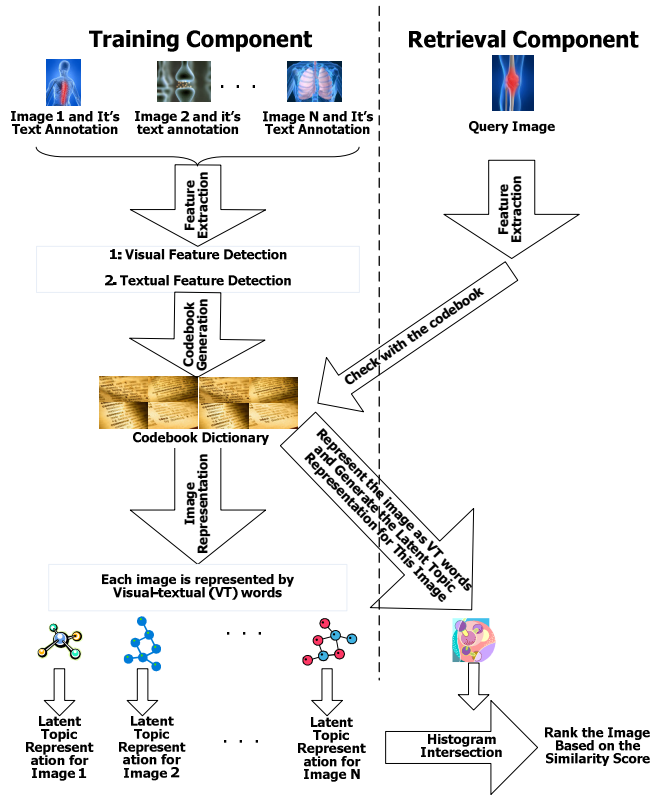 Training Component
Retrieval Component
. . .
Image 1 and It's
Text Annotation
Image 2 and it's
text annotation
Image N and It's
Text Annotation
Query Image
Feature
Extraction
Feature
Extraction
1: Visual Feature Detection
2. Textual Feature Detection
Codebook
Generation
Check with the codebook
Codebook Dictionary
Represent the image as VT words
and Generate the Latent Topic
Representation for This Image
Image
Representation
Each image is represented by
Visual-textual (VT) words
. . .
Latent
Topic
Represent
ation for
Image 1
Latent
Topic
Represent
ation for
Image 2
. . .
Latent
Topic
Represent
ation for
Image N
Histogram
Intersection
Rank the Image
Based on the
Similarity Score